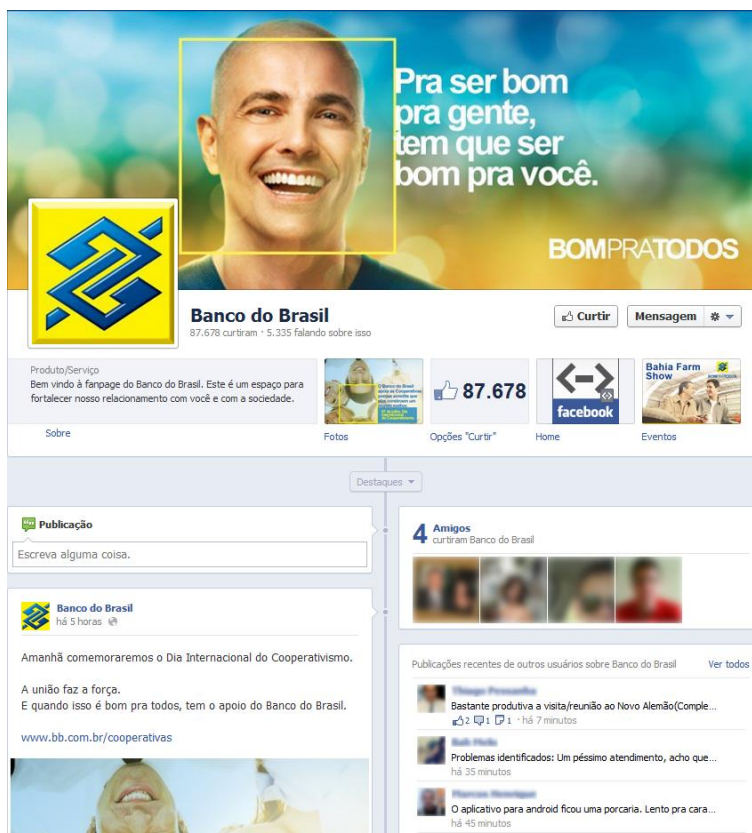 Pra ser bom
pra gente,
tem que ser
bom pra você.
BOMPRATODOS
Banco do Brasil
87.678 curtiram · 5.335 falando sobre isso
Curtir
Mensagem
Produto/Serviço
Bem vindo à fanpage do Banco do Brasil. Este é um espaço para
fortalecer nosso relacionamento com você e com a sociedade.
Sobre
Fotos
87.678
Opções "Curtir"
facebook
Home
Bahia Farm
Show
Eventos
Destaques
Publicação
Escreva alguma coisa.
Banco do Brasil
há 5 horas
Amanhã comemoraremos o Dia Internacional do Cooperativismo.
A união faz a força.
E quando isso é bom pra todos, tem o apoio do Banco do Brasil.
www.bb.com.br/cooperativas
4 Amigos
curtiram Banco do Brasil
Publicações recentes de outros usuários sobre Banco do Brasil Ver todos
Bastante produtiva a visita/reunião ao Novo Alemão(Comple...
2 1 1 · há 7 minutos
Problemas identificados: Um péssimo atendimento, acho que...
há 35 minutos
O aplicativo para android ficou uma porcaria. Lento pra cara...
há 45 minutos